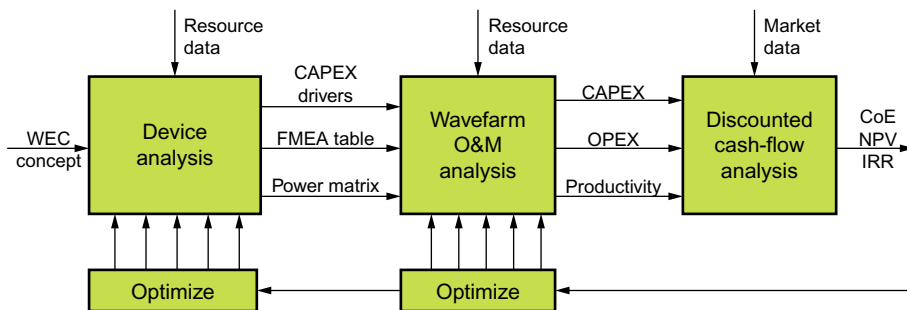 Resource
data
Resource
data
Market
data
WEC
concept
Device
analysis
CAPEX
drivers
FMEA table
Power matrix
Wavefarm
O&M
analysis
CAPEX
OPEX
Productivity
Discounted
cash-flow
analysis
CoE
NPV
IRR
Optimize
Optimize